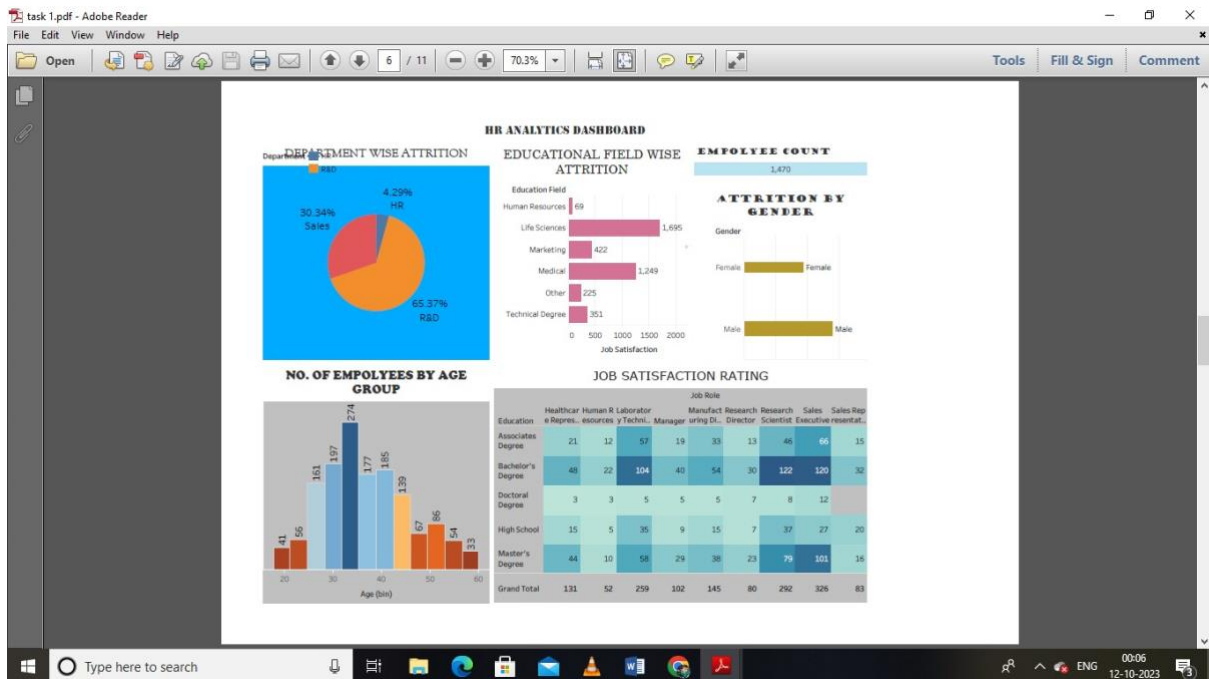 task 1.pdf - Adobe Reader
File Edit View Window Help
Open 6 / 11 70.3% Tools Fill & Sign Comment
HR ANALYTICS DASHBOARD
DEPARTMENT WISE ATTRITION
Department HR
R&D
4.29%
HR
30.34%
Sales
65.37%
R&D
EDUCATIONAL FIELD WISE
ATTRITION
Education Field
Human Resources 69
Life Sciences 1,695
Marketing 422
Medical 1,249
Other 225
Technical Degree 351
0 500 1000 1500 2000
Job Satisfaction
EMPOLYEE COUNT
1,470
ATTRITION BY
GENDER
Gender
Female Female
Male Male
NO. OF EMPOLYEES BY AGE
GROUP
41 56 161 197 274 177 185 139 67 86 54 33
20 30 40 50 60
Age (bin)
JOB SATISFACTION RATING
Job Role
Healthcar Human R Laborator Manufact Research Research Sales Sales Rep
Education e Repres.. esources y Techni.. Manager uring Di.. Director Scientist Executive resentat..
Associates
Degree 21 12 57 19 33 13 46 66 15
Bachelor's
Degree 48 22 104 40 54 30 122 120 32
Doctoral
Degree 3 3 5 5 5 7 8 12
High School 15 5 35 9 15 7 37 27 20
Master's
Degree 44 10 58 29 38 23 79 101 16
Grand Total 131 52 259 102 145 80 292 326 83
Type here to search
ENG
00:06
12-10-2023
3